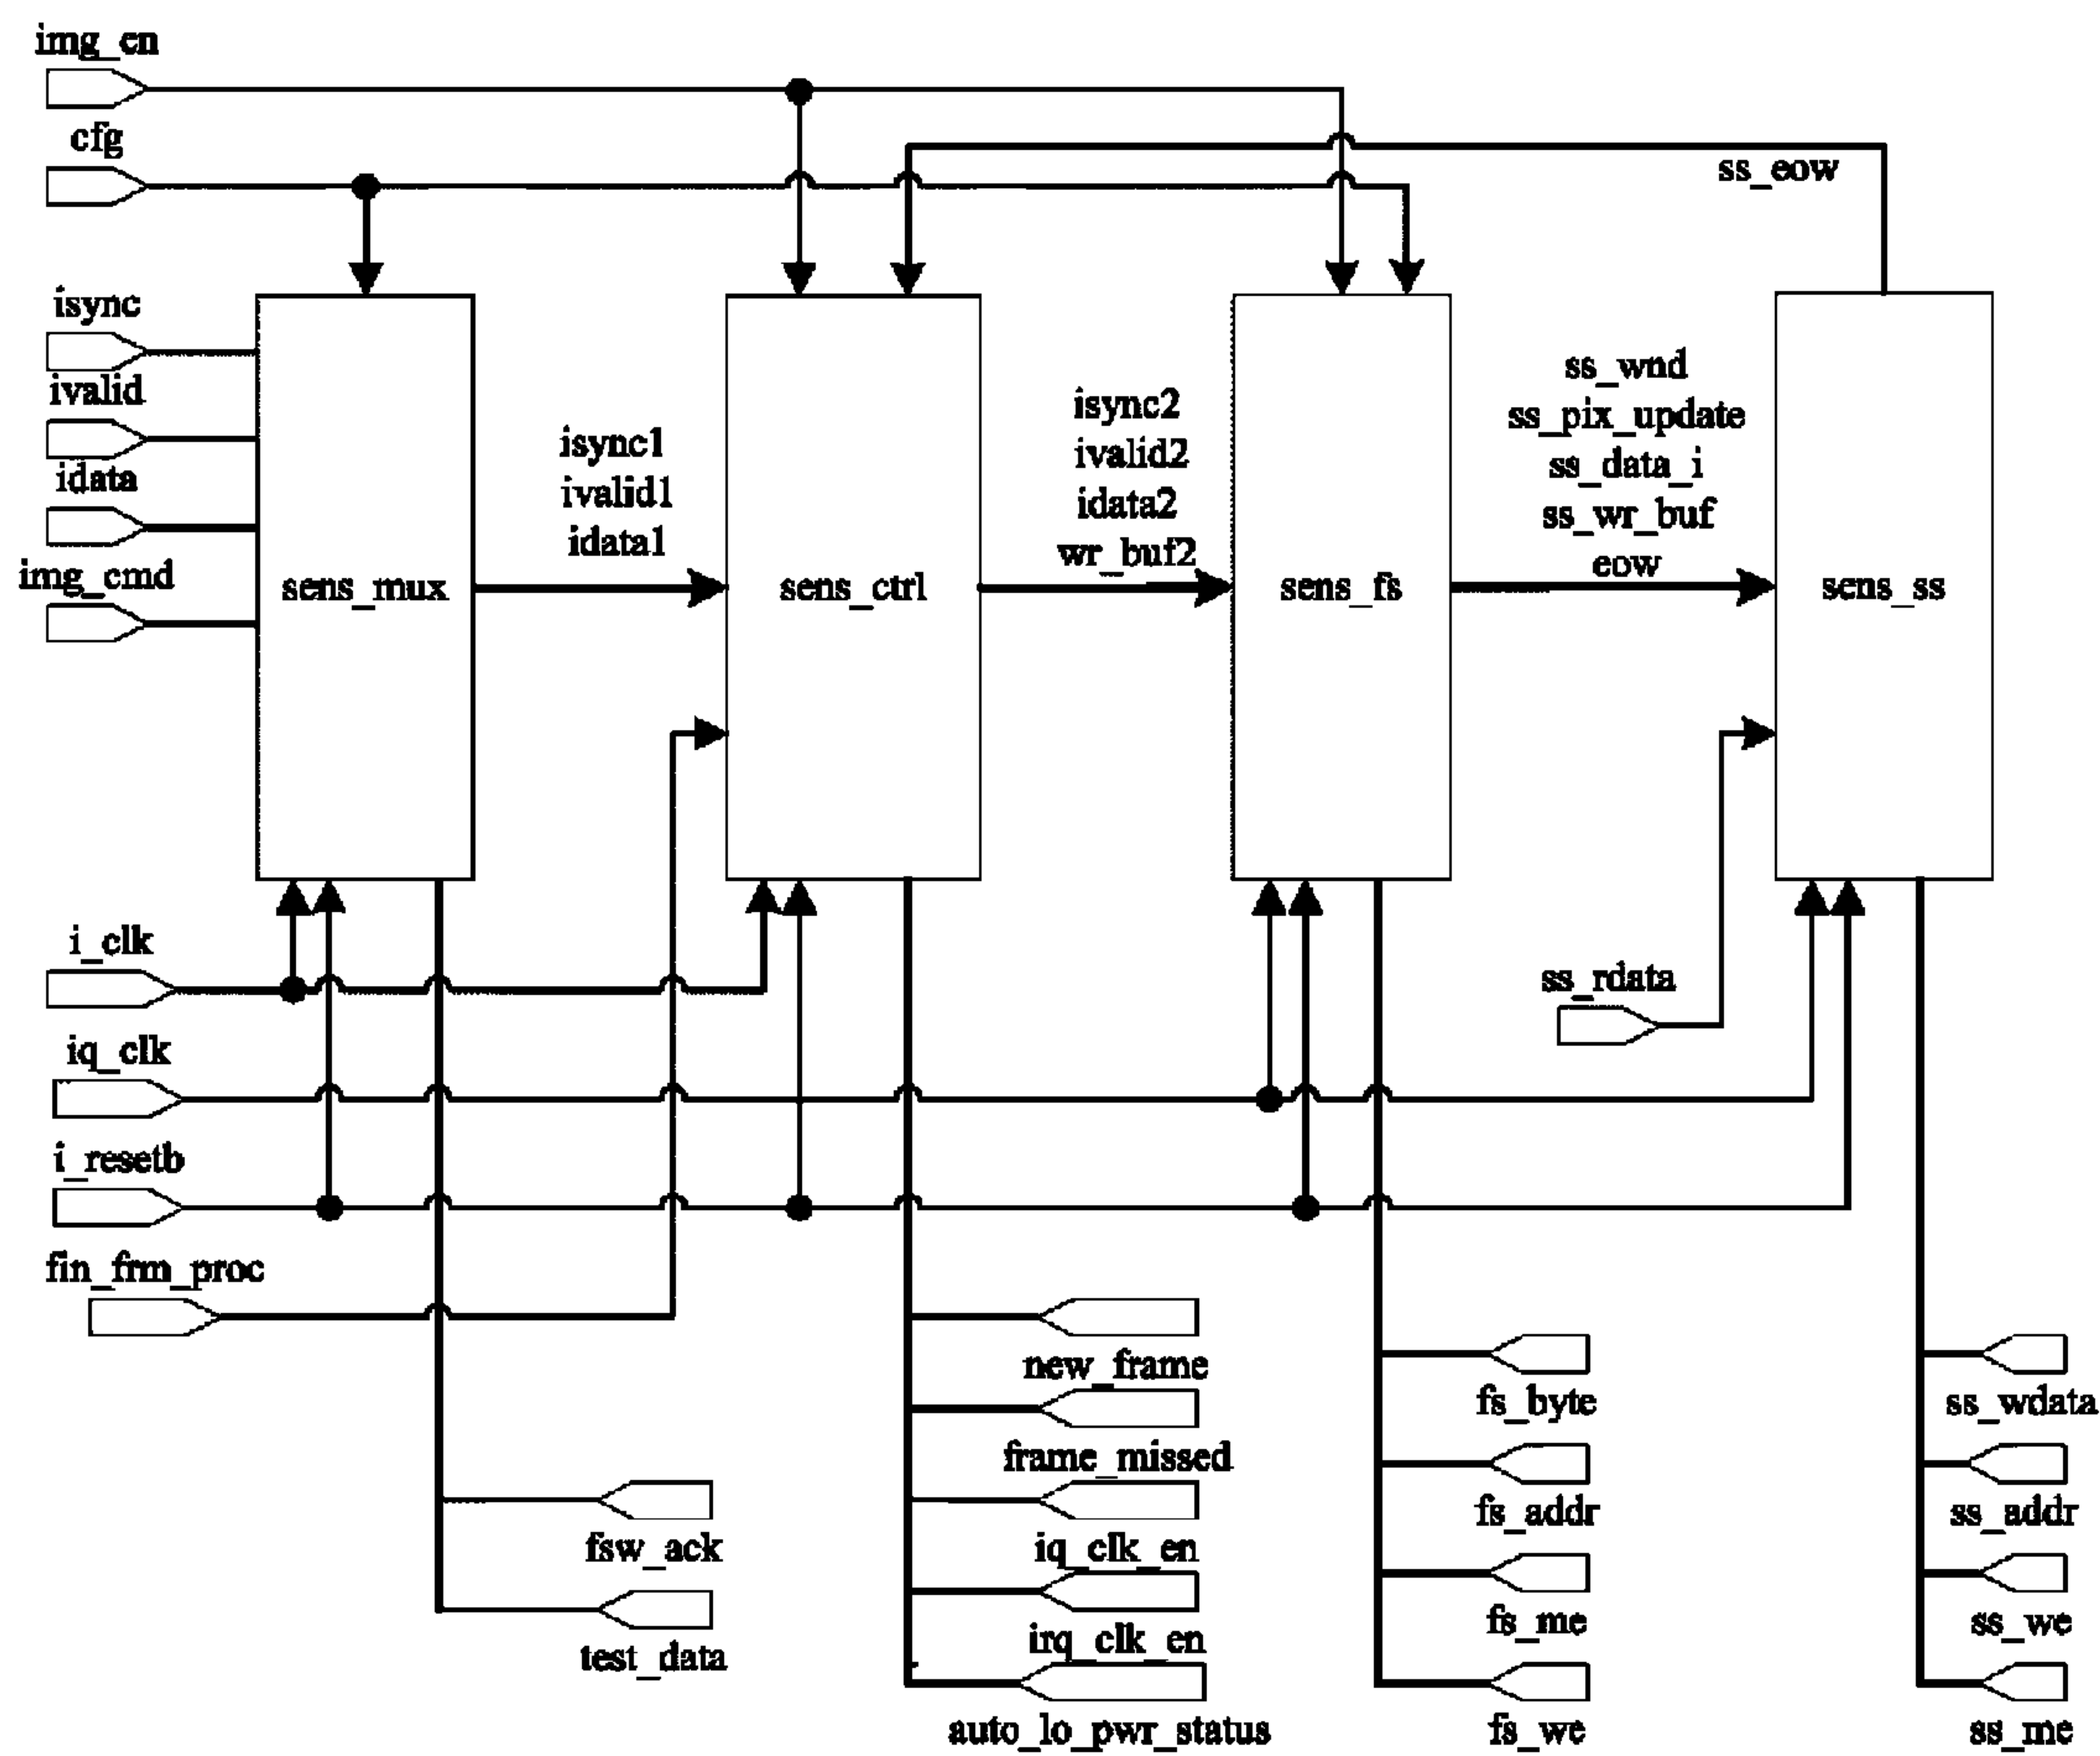 img_en
cfg
ss_eow
isync
ivalid
idata
img_cmd
sens_mux
isync1
ivalid1
idata1
sens_ctrl
isync2
ivalid2
idata2
wr_buf2
sens_fs
ss_wnd
ss_pix_update
ss_data_i
ss_wr_buf
eow
sens_ss
i_clk
ss_rdata
iq_clk
i_resetb
fin_frm_proc
new_frame
frame_missed
iq_clk_en
irq_clk_en
auto_lo_pwr_status
fsw_ack
test_data
fs_byte
fs_addr
fs_me
fs_we
ss_wdata
ss_addr
ss_we
ss_me